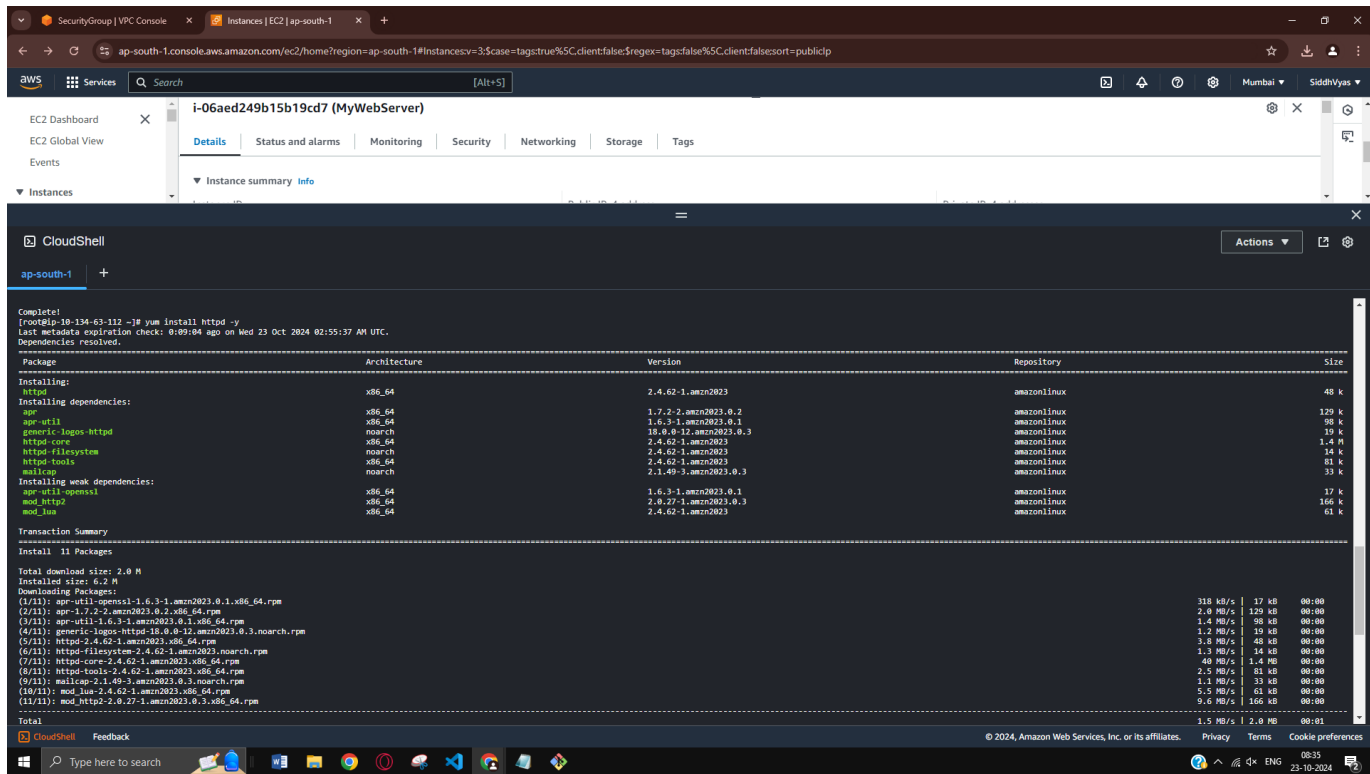 SecurityGroup | VPC Console
Instances | EC2 | ap-south-1
ap-south-1.console.aws.amazon.com/ec2/home?region=ap-south-1#Instances:v=3;$case=tags:true%5C,client:false;$regex=tags:false%5C,client:false;sort=publicIp
aws Services Search [Alt+S] Mumbai SiddhVyas
EC2 Dashboard
EC2 Global View
Events
Instances
i-06aed249b15b19cd7 (MyWebServer)
Details Status and alarms Monitoring Security Networking Storage Tags
Instance summary Info
CloudShell Actions
ap-south-1
Complete!
[root@ip-10-134-63-112 ~]# yum install httpd -y
Last metadata expiration check: 0:09:04 ago on Wed 23 Oct 2024 02:55:37 AM UTC.
Dependencies resolved.
Package Architecture Version Repository Size
Installing:
httpd x86_64 2.4.62-1.amzn2023 amazonlinux 48 k
Installing dependencies:
apr x86_64 1.7.2-2.amzn2023.0.2 amazonlinux 129 k
apr-util x86_64 1.6.3-1.amzn2023.0.1 amazonlinux 98 k
generic-logos-httpd noarch 18.0.0-12.amzn2023.0.3 amazonlinux 19 k
httpd-core x86_64 2.4.62-1.amzn2023 amazonlinux 1.4 M
httpd-filesystem noarch 2.4.62-1.amzn2023 amazonlinux 14 k
httpd-tools x86_64 2.4.62-1.amzn2023 amazonlinux 81 k
mailcap noarch 2.1.49-3.amzn2023.0.3 amazonlinux 33 k
Installing weak dependencies:
apr-util-openssl x86_64 1.6.3-1.amzn2023.0.1 amazonlinux 17 k
mod_http2 x86_64 2.0.27-1.amzn2023.0.3 amazonlinux 166 k
mod_lua x86_64 2.4.62-1.amzn2023 amazonlinux 61 k
Transaction Summary
Install 11 Packages
Total download size: 2.0 M
Installed size: 6.2 M
Downloading Packages:
(1/11): apr-util-openssl-1.6.3-1.amzn2023.0.1.x86_64.rpm 318 kB/s | 17 kB 00:00
(2/11): apr-1.7.2-2.amzn2023.0.2.x86_64.rpm 2.0 MB/s | 129 kB 00:00
(3/11): apr-util-1.6.3-1.amzn2023.0.1.x86_64.rpm 1.4 MB/s | 98 kB 00:00
(4/11): generic-logos-httpd-18.0.0-12.amzn2023.0.3.noarch.rpm 1.2 MB/s | 19 kB 00:00
(5/11): httpd-2.4.62-1.amzn2023.x86_64.rpm 3.8 MB/s | 48 kB 00:00
(6/11): httpd-filesystem-2.4.62-1.amzn2023.noarch.rpm 1.3 MB/s | 14 kB 00:00
(7/11): httpd-core-2.4.62-1.amzn2023.x86_64.rpm 40 MB/s | 1.4 MB 00:00
(8/11): httpd-tools-2.4.62-1.amzn2023.x86_64.rpm 2.5 MB/s | 81 kB 00:00
(9/11): mailcap-2.1.49-3.amzn2023.0.3.noarch.rpm 1.1 MB/s | 33 kB 00:00
(10/11): mod_lua-2.4.62-1.amzn2023.x86_64.rpm 5.5 MB/s | 61 kB 00:00
(11/11): mod_http2-2.0.27-1.amzn2023.0.3.x86_64.rpm 9.6 MB/s | 166 kB 00:00
Total 1.5 MB/s | 2.0 MB 00:01
CloudShell Feedback © 2024, Amazon Web Services, Inc. or its affiliates. Privacy Terms Cookie preferences
Type here to search ENG 08:35
23-10-2024